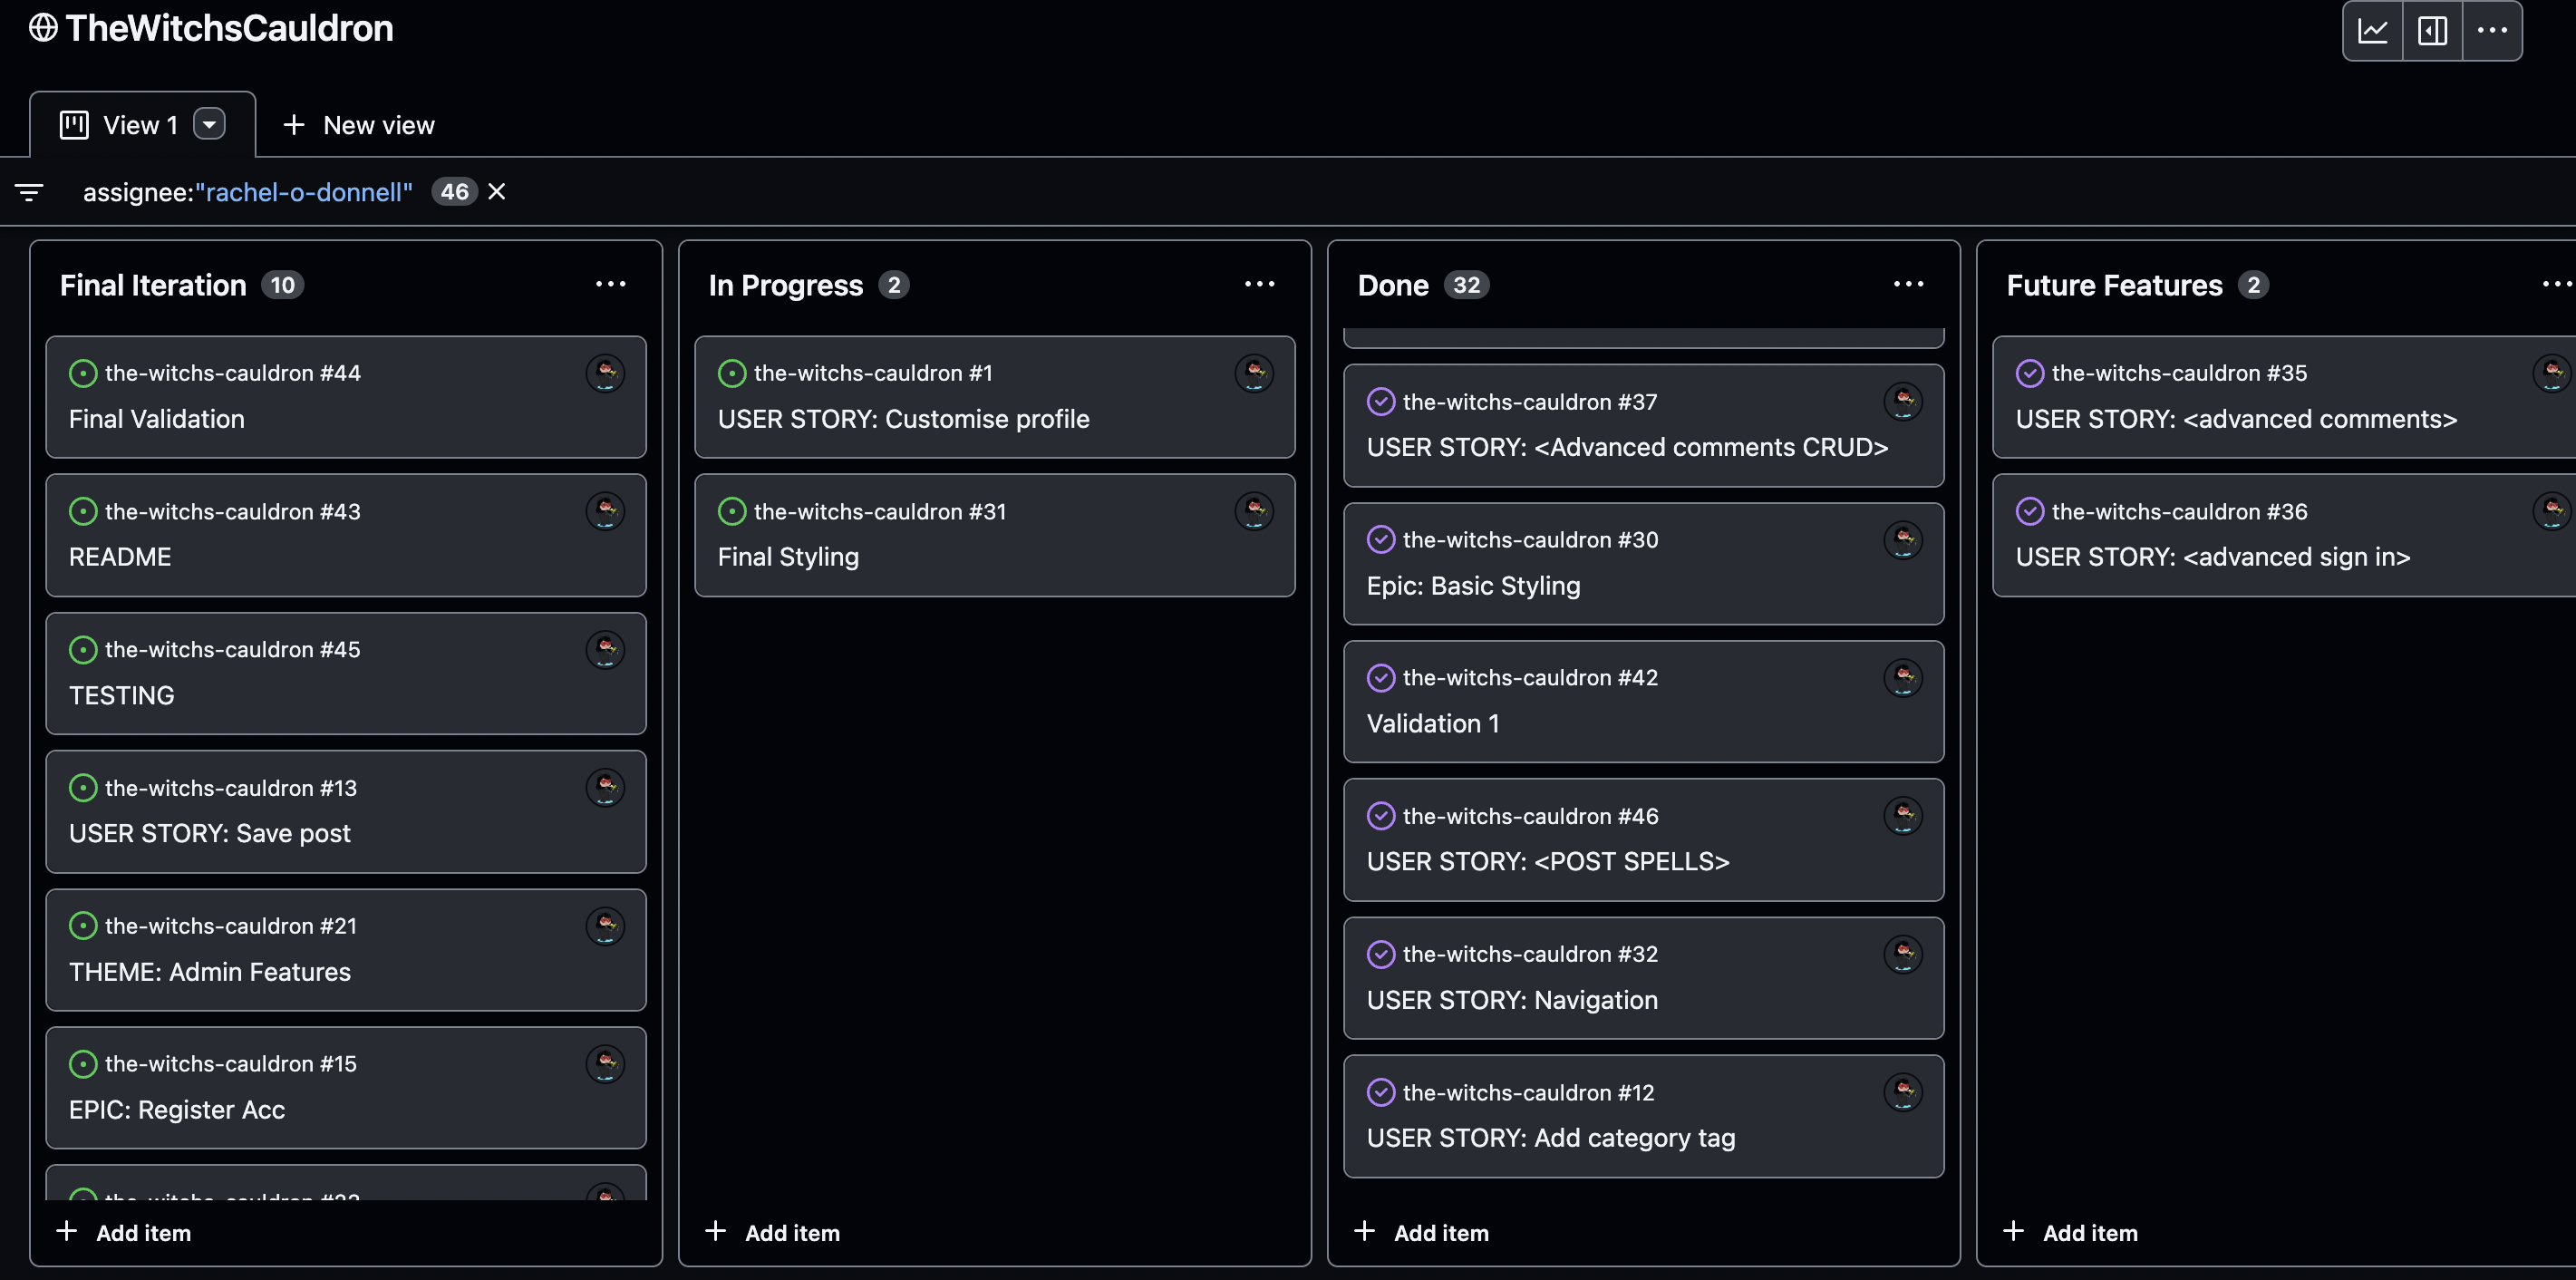 TheWitchsCauldron
View 1
New view
assignee:"rachel-o-donnell" 46
Final Iteration 10
the-witchs-cauldron #44
Final Validation
the-witchs-cauldron #43
README
the-witchs-cauldron #45
TESTING
the-witchs-cauldron #13
USER STORY: Save post
the-witchs-cauldron #21
THEME: Admin Features
the-witchs-cauldron #15
EPIC: Register Acc
Add item
In Progress 2
the-witchs-cauldron #1
USER STORY: Customise profile
the-witchs-cauldron #31
Final Styling
Add item
Done 32
the-witchs-cauldron #37
USER STORY: <Advanced comments CRUD>
the-witchs-cauldron #30
Epic: Basic Styling
the-witchs-cauldron #42
Validation 1
the-witchs-cauldron #46
USER STORY: <POST SPELLS>
the-witchs-cauldron #32
USER STORY: Navigation
the-witchs-cauldron #12
USER STORY: Add category tag
Add item
Future Features 2
the-witchs-cauldron #35
USER STORY: <advanced comments>
the-witchs-cauldron #36
USER STORY: <advanced sign in>
Add item